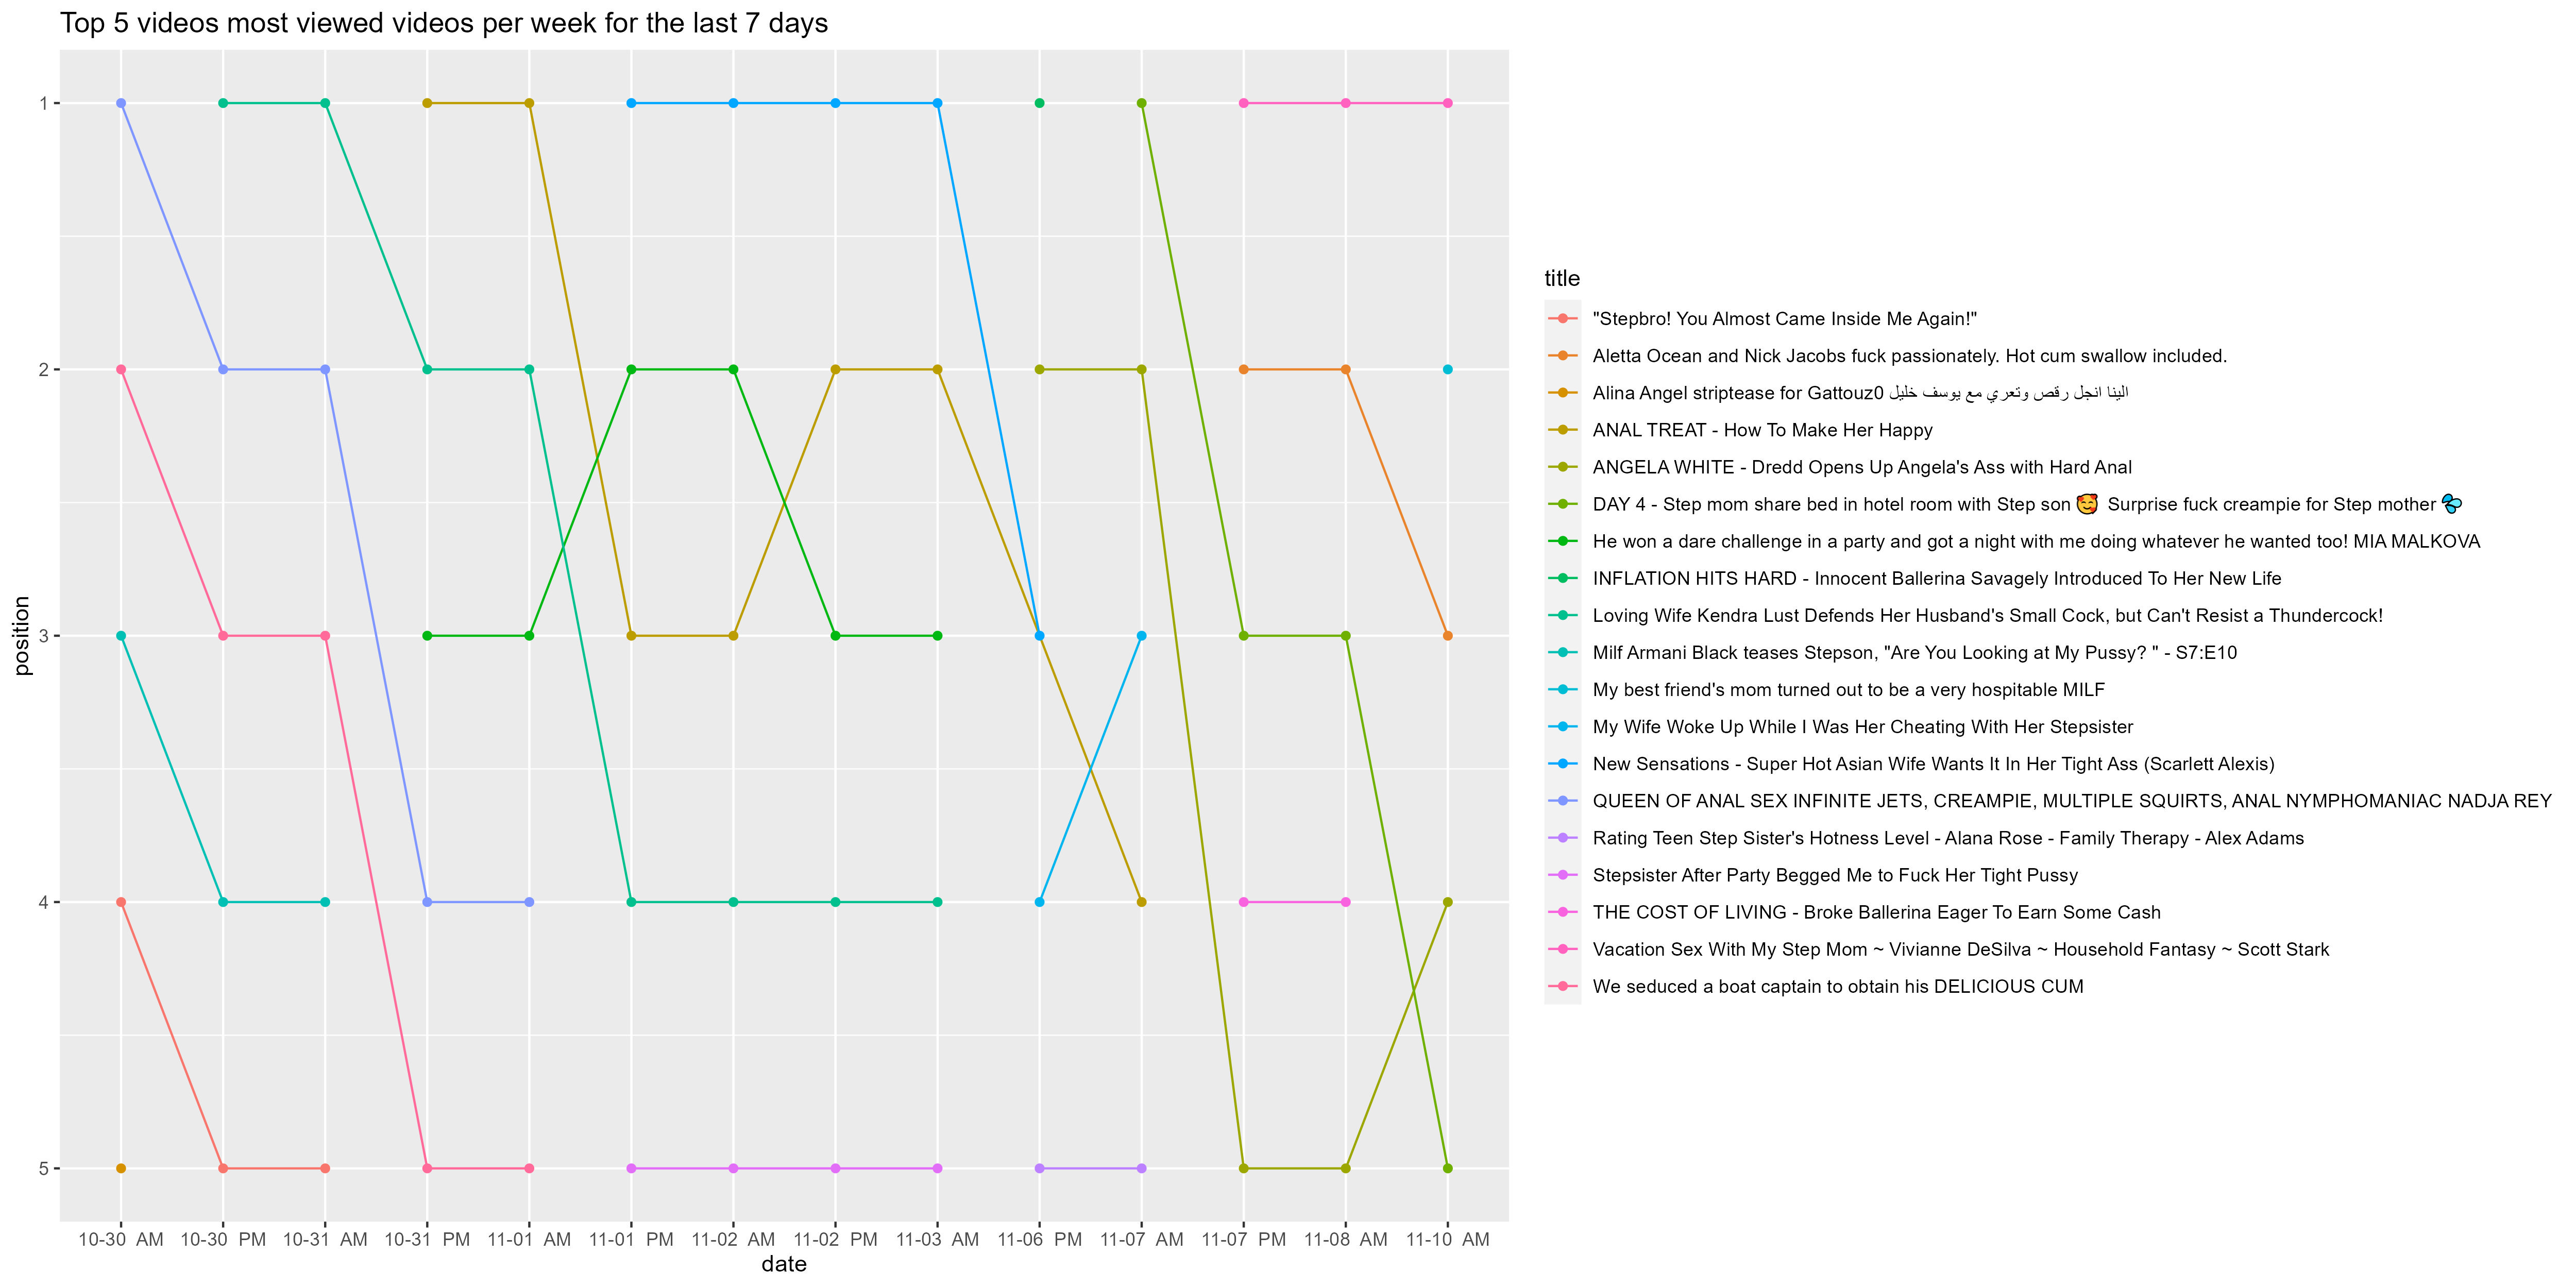 Top 5 videos most viewed videos per week for the last 7 days
position
1
2
3
4
5
10-30 AM 10-30 PM 10-31 AM 10-31 PM 11-01 AM 11-01 PM 11-02 AM 11-02 PM 11-03 AM 11-06 PM 11-07 AM 11-07 PM 11-08 AM 11-10 AM
date
title
"Stepbro! You Almost Came Inside Me Again!"
Aletta Ocean and Nick Jacobs fuck passionately. Hot cum swallow included.
Alina Angel striptease for Gattouz0 الينا انجل رقص وتعري مع يوسف خليل
ANAL TREAT - How To Make Her Happy
ANGELA WHITE - Dredd Opens Up Angela's Ass with Hard Anal
DAY 4 - Step mom share bed in hotel room with Step son 🥰 Surprise fuck creampie for Step mother 💦
He won a dare challenge in a party and got a night with me doing whatever he wanted too! MIA MALKOVA
INFLATION HITS HARD - Innocent Ballerina Savagely Introduced To Her New Life
Loving Wife Kendra Lust Defends Her Husband's Small Cock, but Can't Resist a Thundercock!
Milf Armani Black teases Stepson, "Are You Looking at My Pussy? " - S7:E10
My best friend's mom turned out to be a very hospitable MILF
My Wife Woke Up While I Was Her Cheating With Her Stepsister
New Sensations - Super Hot Asian Wife Wants It In Her Tight Ass (Scarlett Alexis)
QUEEN OF ANAL SEX INFINITE JETS, CREAMPIE, MULTIPLE SQUIRTS, ANAL NYMPHOMANIAC NADJA REY
Rating Teen Step Sister's Hotness Level - Alana Rose - Family Therapy - Alex Adams
Stepsister After Party Begged Me to Fuck Her Tight Pussy
THE COST OF LIVING - Broke Ballerina Eager To Earn Some Cash
Vacation Sex With My Step Mom ~ Vivianne DeSilva ~ Household Fantasy ~ Scott Stark
We seduced a boat captain to obtain his DELICIOUS CUM